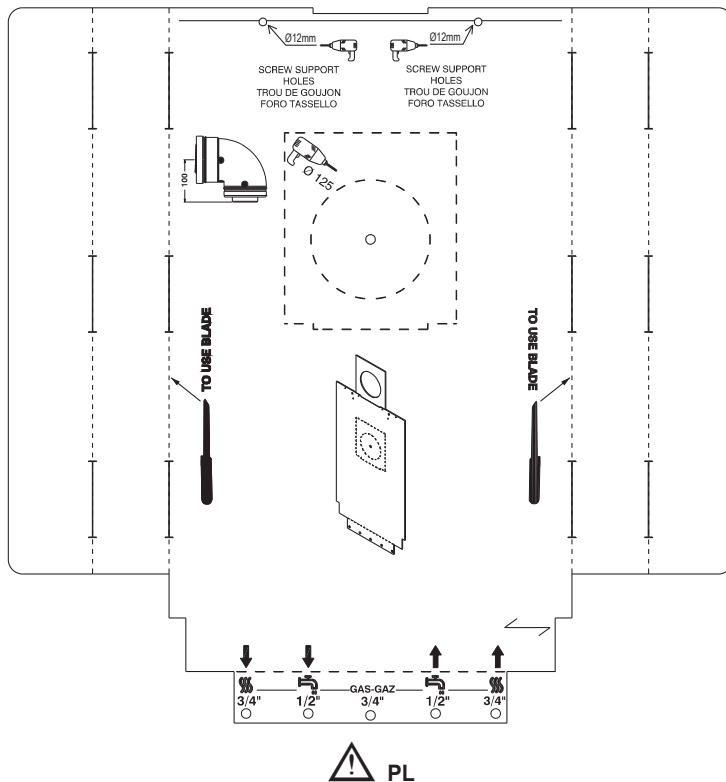 Ø12mm
Ø12mm
SCREW SUPPORT
HOLES
TROU DE GOUJON
FORO TASSELLO
SCREW SUPPORT
HOLES
TROU DE GOUJON
FORO TASSELLO
100
Ø 125
TO USE BLADE
TO USE BLADE
GAS-GAZ
3/4" 1/2" 3/4" 1/2" 3/4"
PL